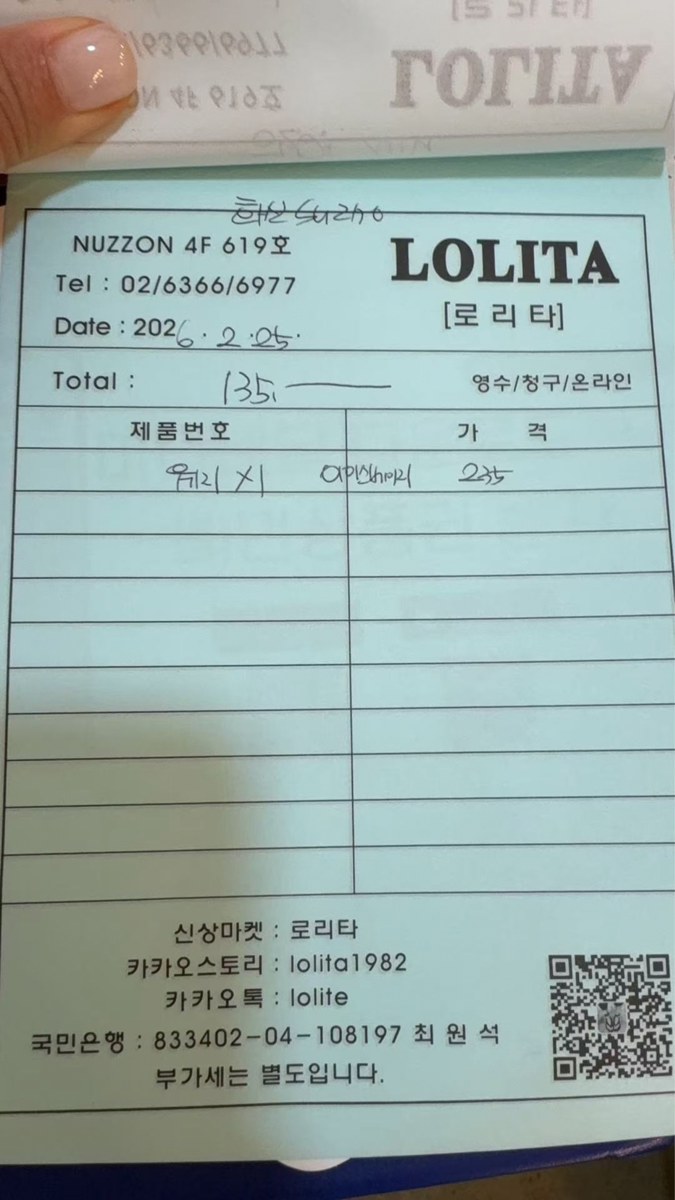 NUZZON 4F 619호
LOLITA
Tel : 02/6366/6977
[로 리 타]
Date : 2026. 2. 25.
Total : 135,
영수/청구/온라인
제품번호 가 격
235
신상마켓 : 로리타
카카오스토리 : lolita1982
카카오톡 : lolite
국민은행 : 833402-04-108197 최 원 석
부가세는 별도입니다.